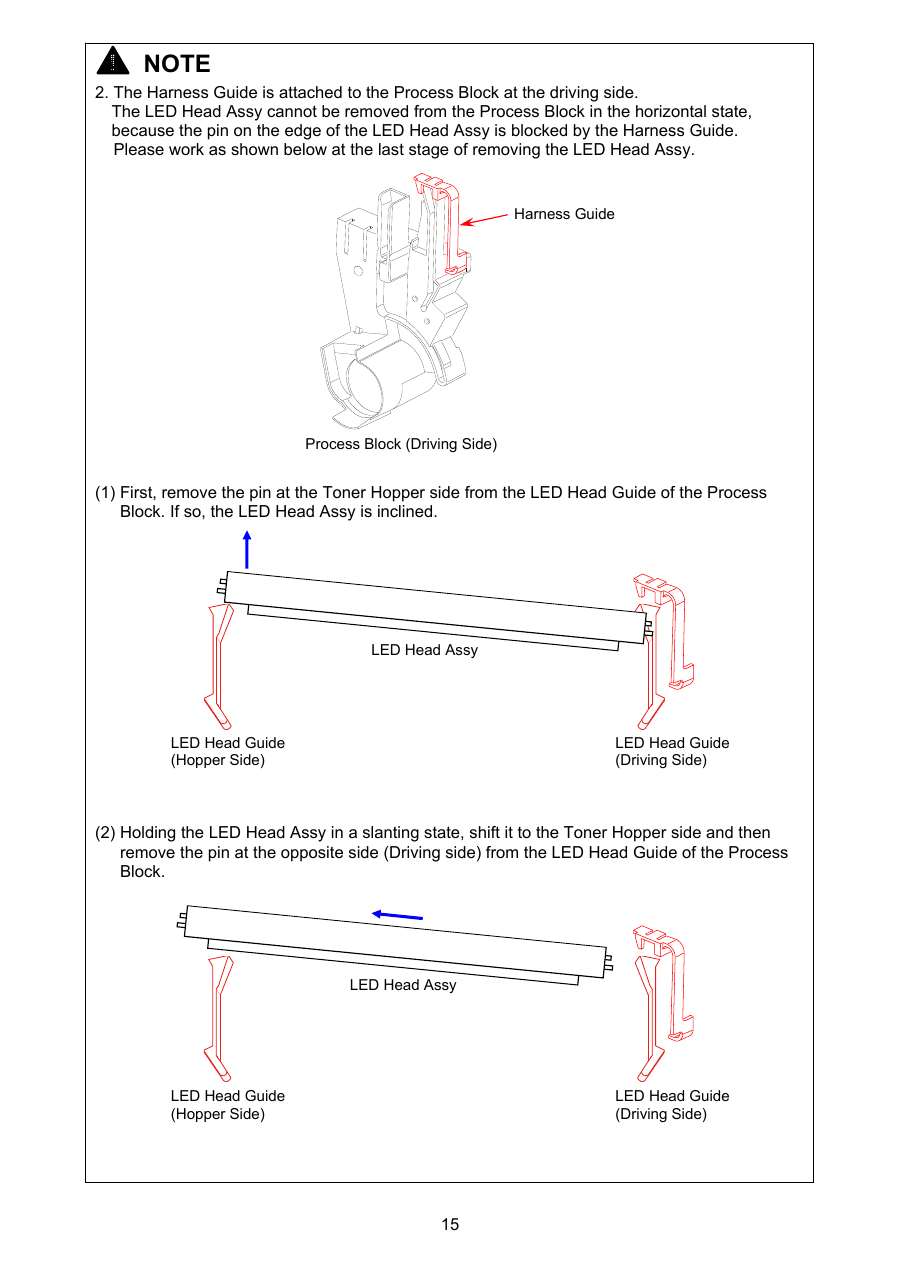 NOTE
2. The Harness Guide is attached to the Process Block at the driving side.
The LED Head Assy cannot be removed from the Process Block in the horizontal state,
because the pin on the edge of the LED Head Assy is blocked by the Harness Guide.
Please work as shown below at the last stage of removing the LED Head Assy.
Harness Guide
Process Block (Driving Side)
(1) First, remove the pin at the Toner Hopper side from the LED Head Guide of the Process
Block. If so, the LED Head Assy is inclined.
LED Head Assy
LED Head Guide
(Hopper Side)
LED Head Guide
(Driving Side)
(2) Holding the LED Head Assy in a slanting state, shift it to the Toner Hopper side and then
remove the pin at the opposite side (Driving side) from the LED Head Guide of the Process
Block.
LED Head Assy
LED Head Guide
(Hopper Side)
LED Head Guide
(Driving Side)
15